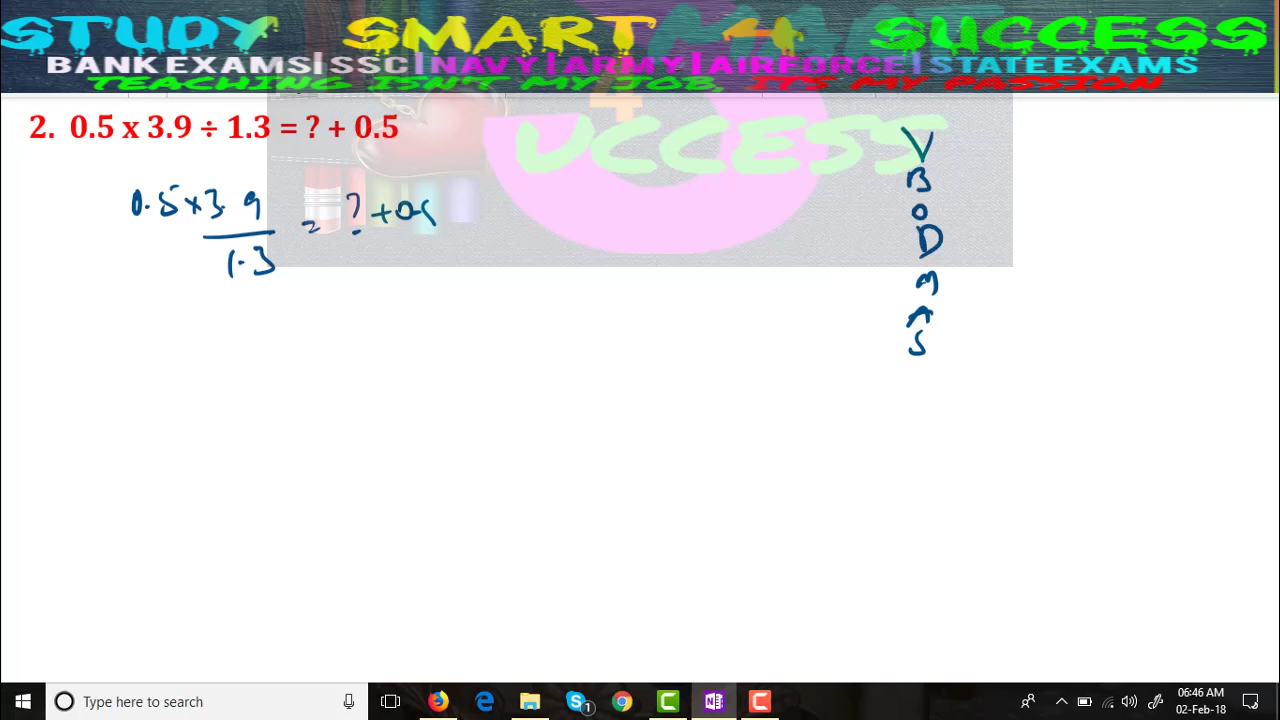 STUDY SMART 4 SUCCESS
BANK EXAMS|SSC|NAVY|ARMY|AIRFORCE|STATE EXAMS
TEACHING ISN'T MY JOB, IT'S MY PASSION
UCCESS
2. 0.5 x 3.9 ÷ 1.3 = ? + 0.5
0.5 x 3.9
1.3
= ? + 0.5
V
B
O
D
M
A
S
Type here to search
1
06:46 AM
02-Feb-18